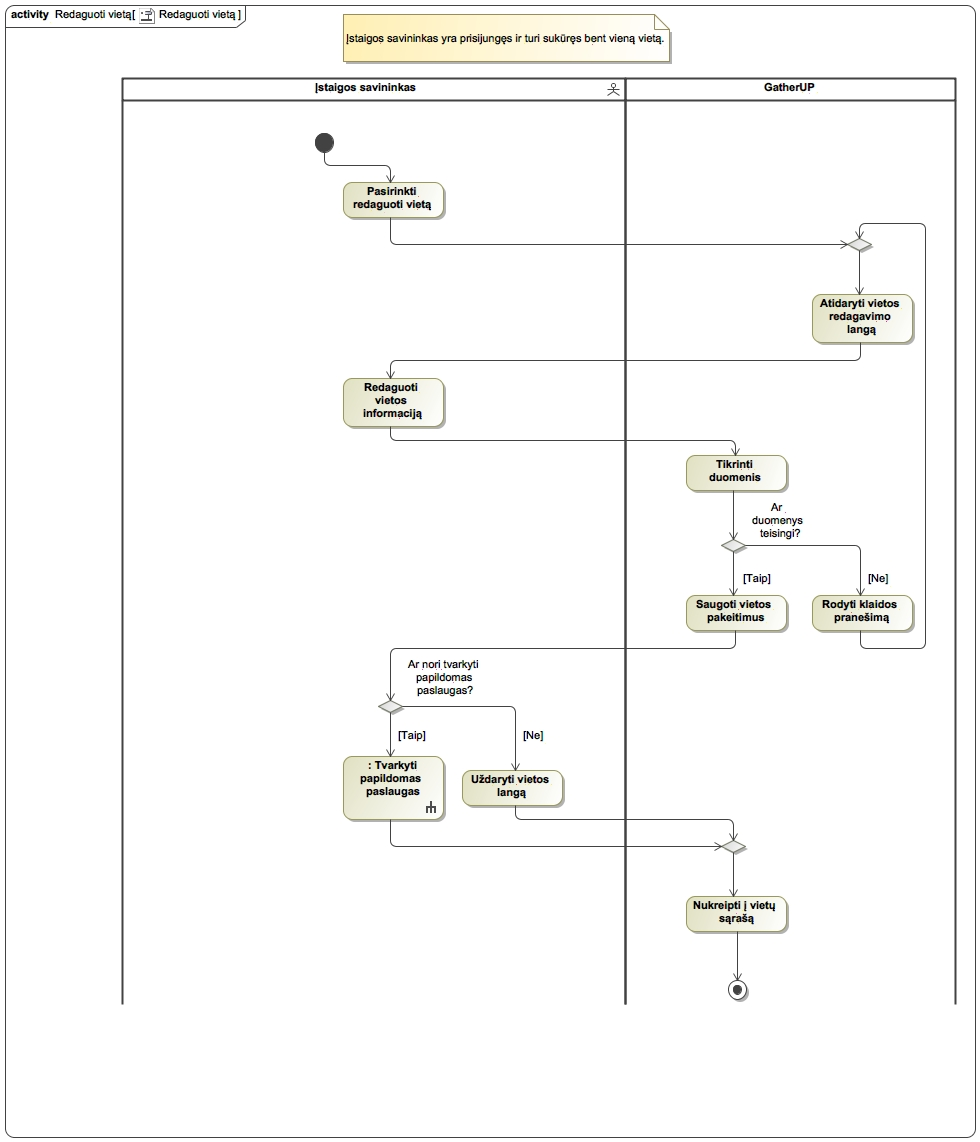 activity Redaguoti vietą[ Redaguoti vietą ]
Įstaigos savininkas yra prisijungęs ir turi sukūręs bent vieną vietą.
Įstaigos savininkas
GatherUP
Pasirinkti
redaguoti vietą
Atidaryti vietos
redagavimo
langą
Redaguoti
vietos
informaciją
Tikrinti
duomenis
Ar
duomenys
teisingi?
[Taip]
[Ne]
Saugoti vietos
pakeitimus
Rodyti klaidos
pranešimą
Ar nori tvarkyti
papildomas
paslaugas?
[Taip]
[Ne]
: Tvarkyti
papildomas
paslaugas
Uždaryti vietos
langą
Nukreipti į vietų
sąrašą